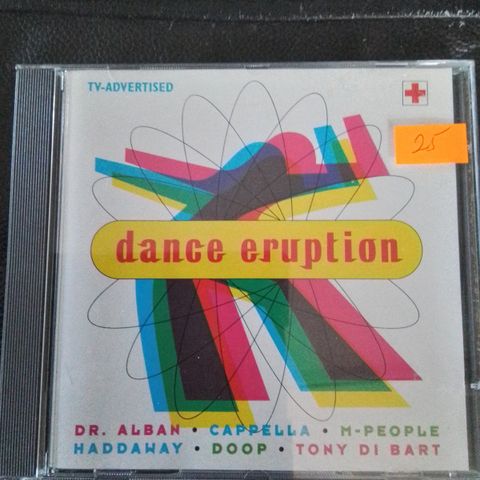 TV-ADVERTISED
25
dance eruption
DR. ALBAN • CAPPELLA • M-PEOPLE
HADDAWAY • DOOP • TONY DI BART